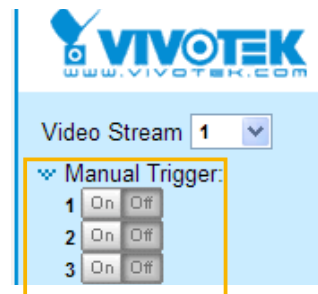 VIVOTEK
www.vivotek.com
Video Stream 1
Manual Trigger:
1 On Off
2 On Off
3 On Off